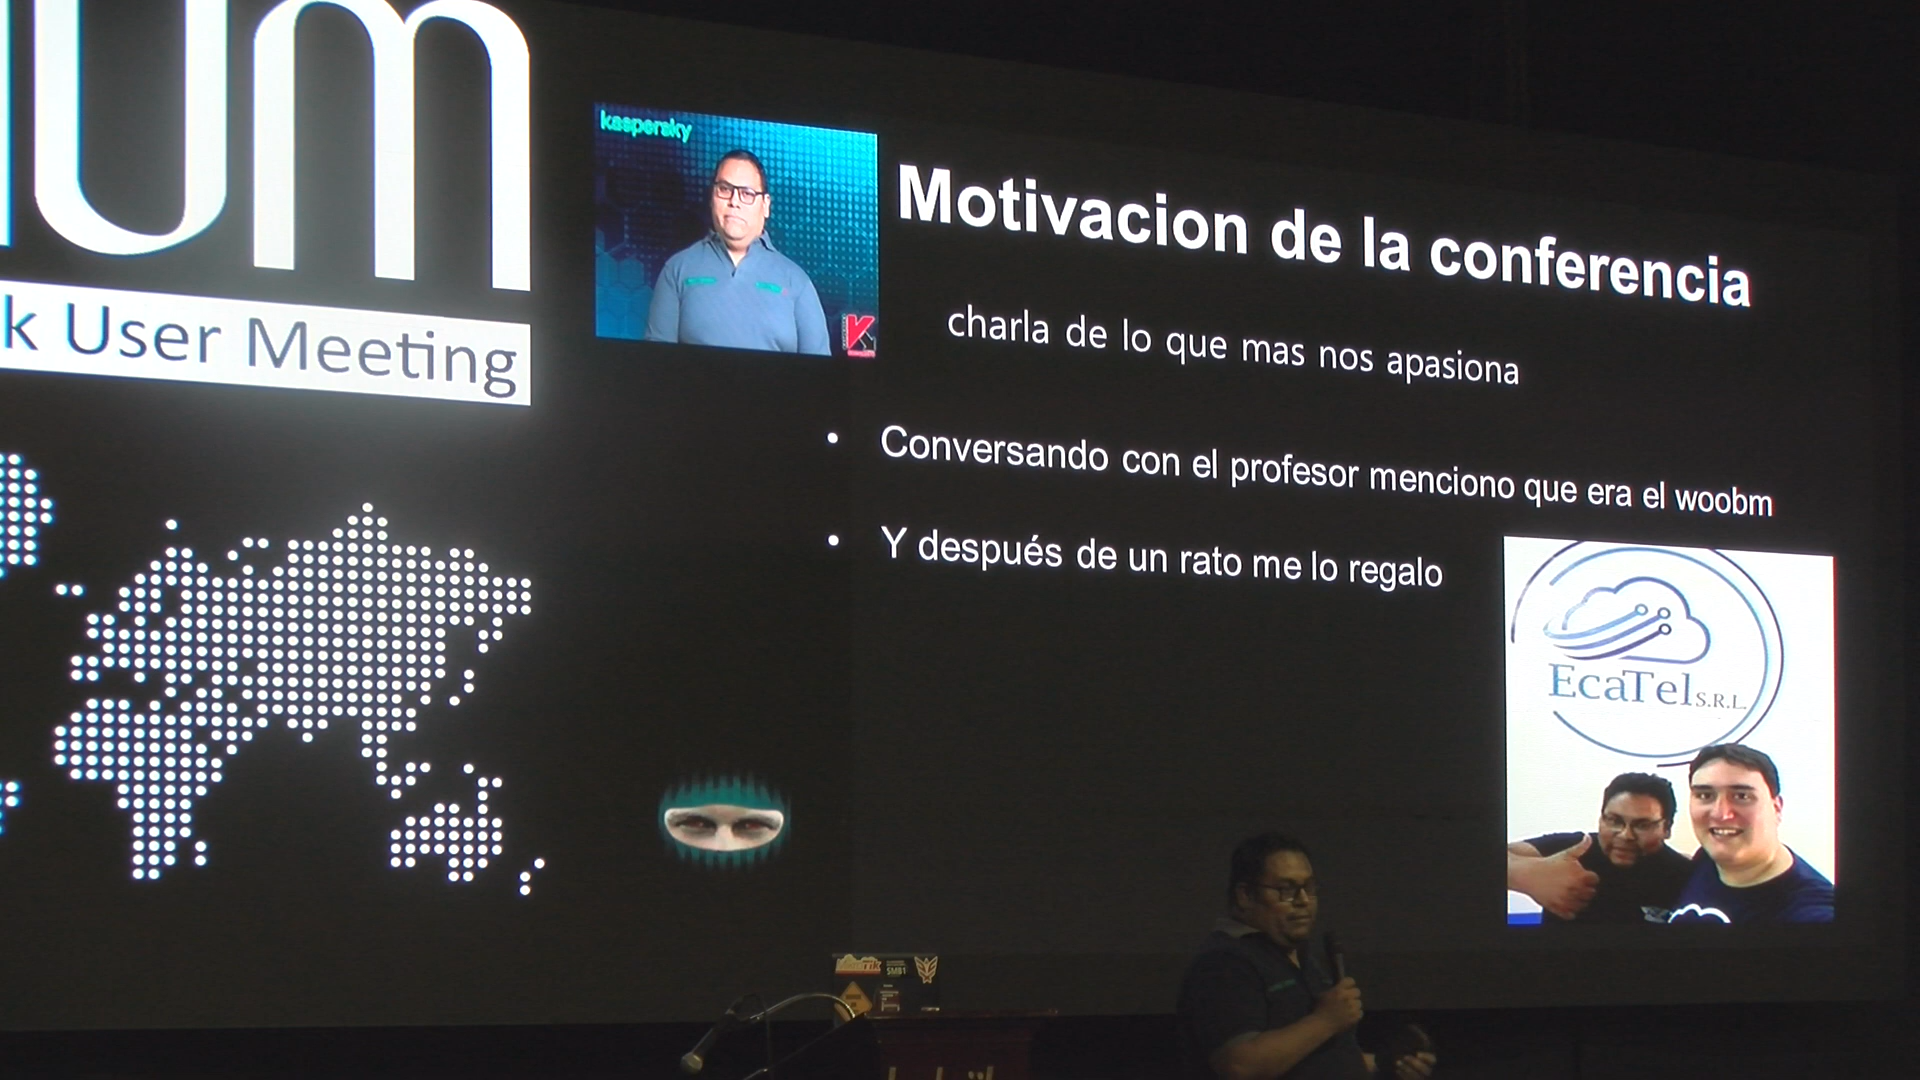 um
k User Meeting
kaspersky
Motivacion de la conferencia
charla de lo que mas nos apasiona
• Conversando con el profesor menciono que era el woobm
• Y después de un rato me lo regalo
EcaTel S.R.L.